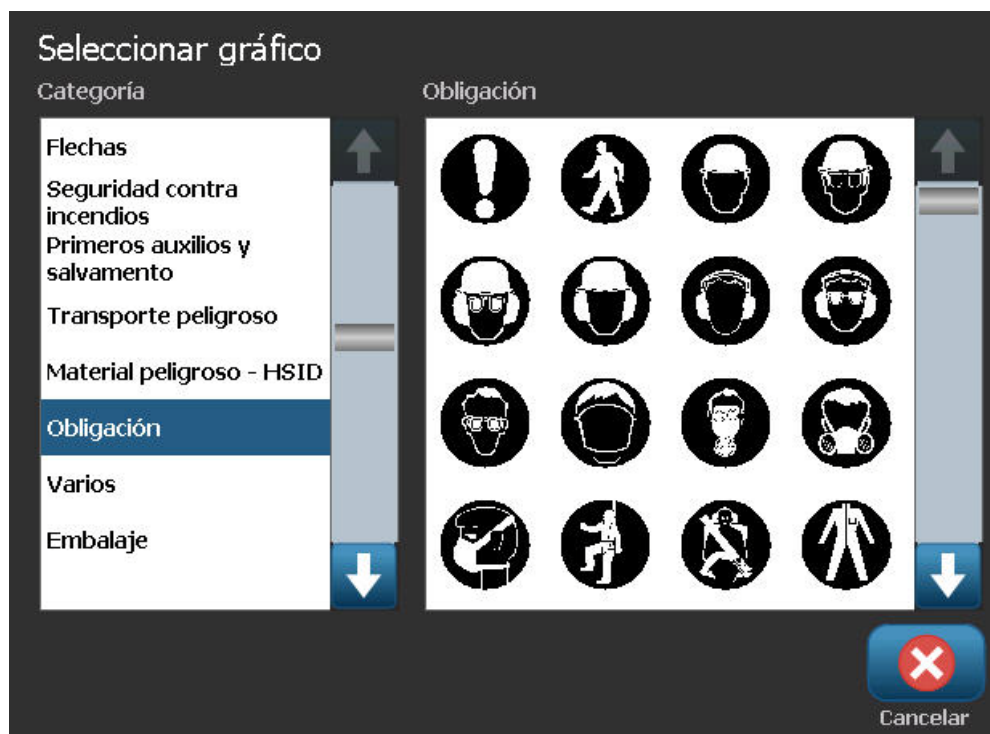 Seleccionar gráfico
Categoría
Obligación
Flechas
Seguridad contra
incendios
Primeros auxilios y
salvamento
Transporte peligroso
Material peligroso - HSID
Obligación
Varios
Embalaje
Cancelar